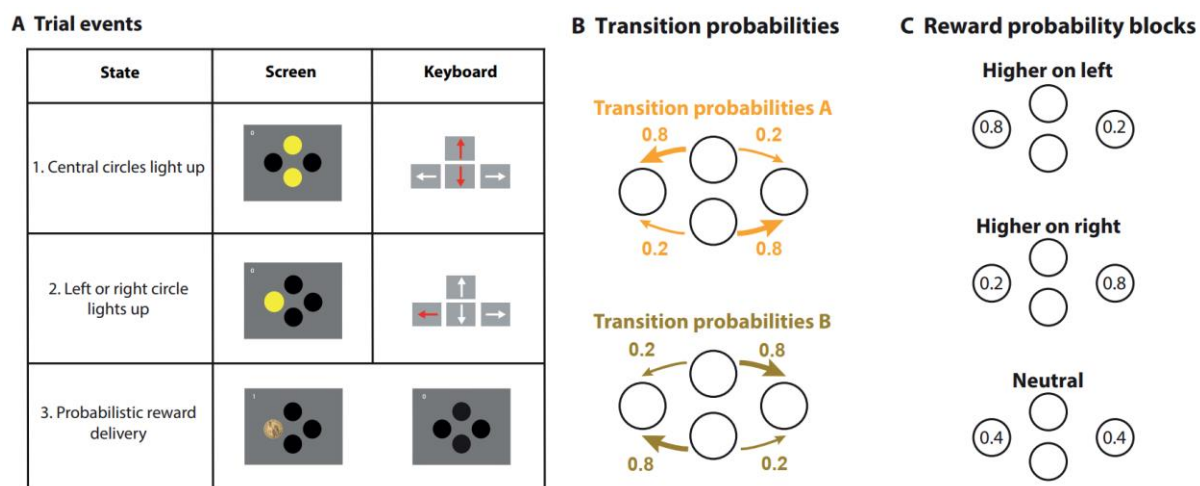 A Trial events
State
Screen
Keyboard
1. Central circles light up
0
2. Left or right circle
lights up
0
3. Probabilistic reward
delivery
1
0
B Transition probabilities
Transition probabilities A
0.8
0.2
0.2
0.8
Transition probabilities B
0.2
0.8
0.8
0.2
C Reward probability blocks
Higher on left
0.8
0.2
Higher on right
0.2
0.8
Neutral
0.4
0.4